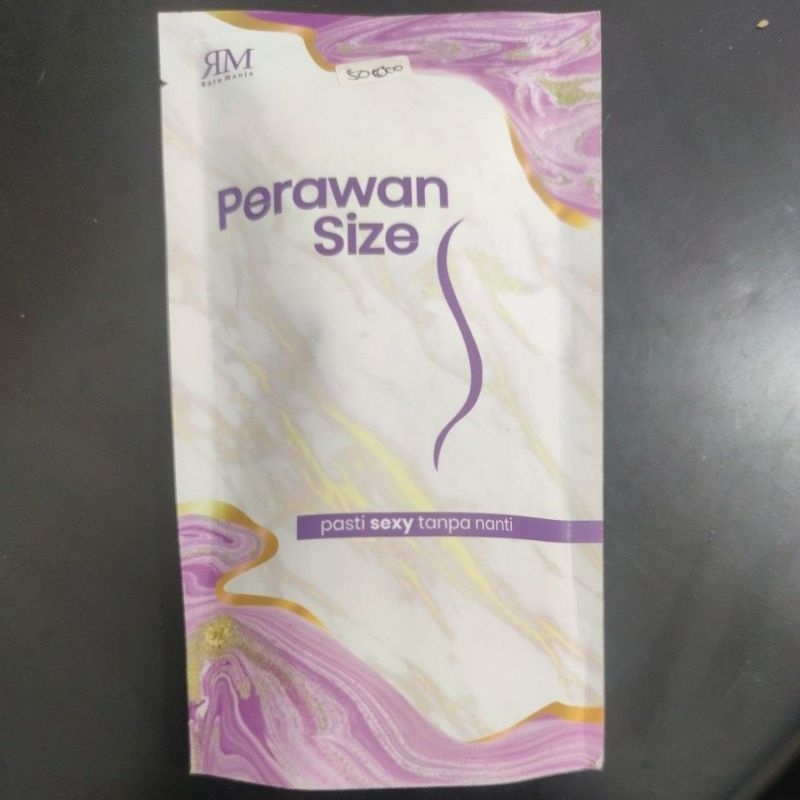 RM
Ratu Manja
50000
Perawan
Size
pasti sexy tanpa nanti